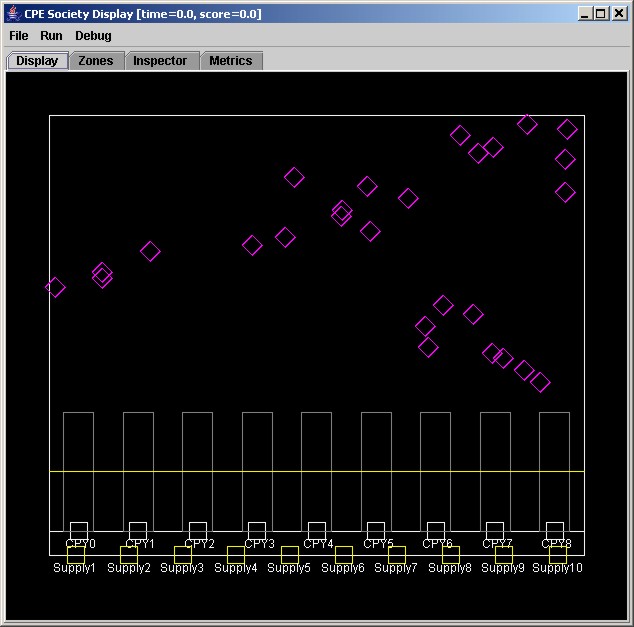 CPE Society Display [time=0.0, score=0.0]
File Run Debug
Display Zones Inspector Metrics
CPY0 CPY1 CPY2 CPY3 CPY4 CPY5 CPY6 CPY7 CPY8
Supply1 Supply2 Supply3 Supply4 Supply5 Supply6 Supply7 Supply8 Supply9 Supply10